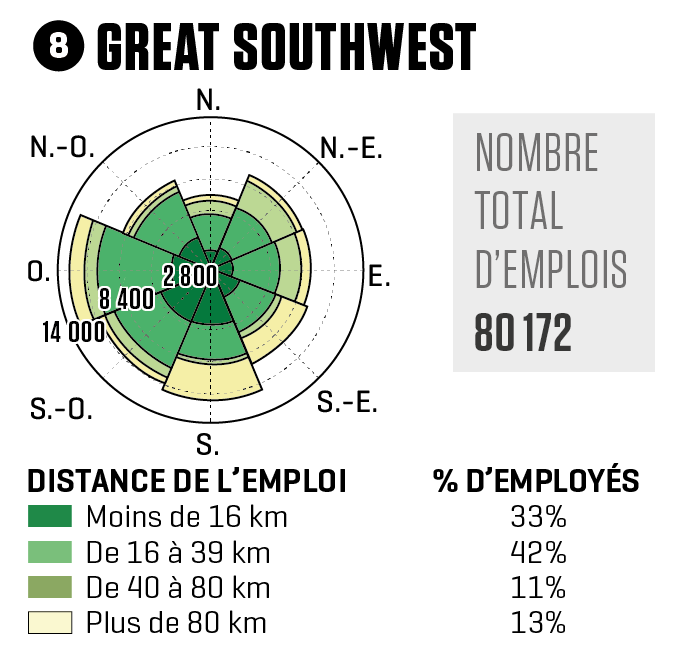 8 GREAT SOUTHWEST
N.
N.-O.
N.-E.
O.
E.
2 800
8 400
14 000
S.-O.
S.-E.
S.
NOMBRE
TOTAL
D'EMPLOIS
80 172
DISTANCE DE L'EMPLOI % D'EMPLOYÉS
Moins de 16 km 33%
De 16 à 39 km 42%
De 40 à 80 km 11%
Plus de 80 km 13%